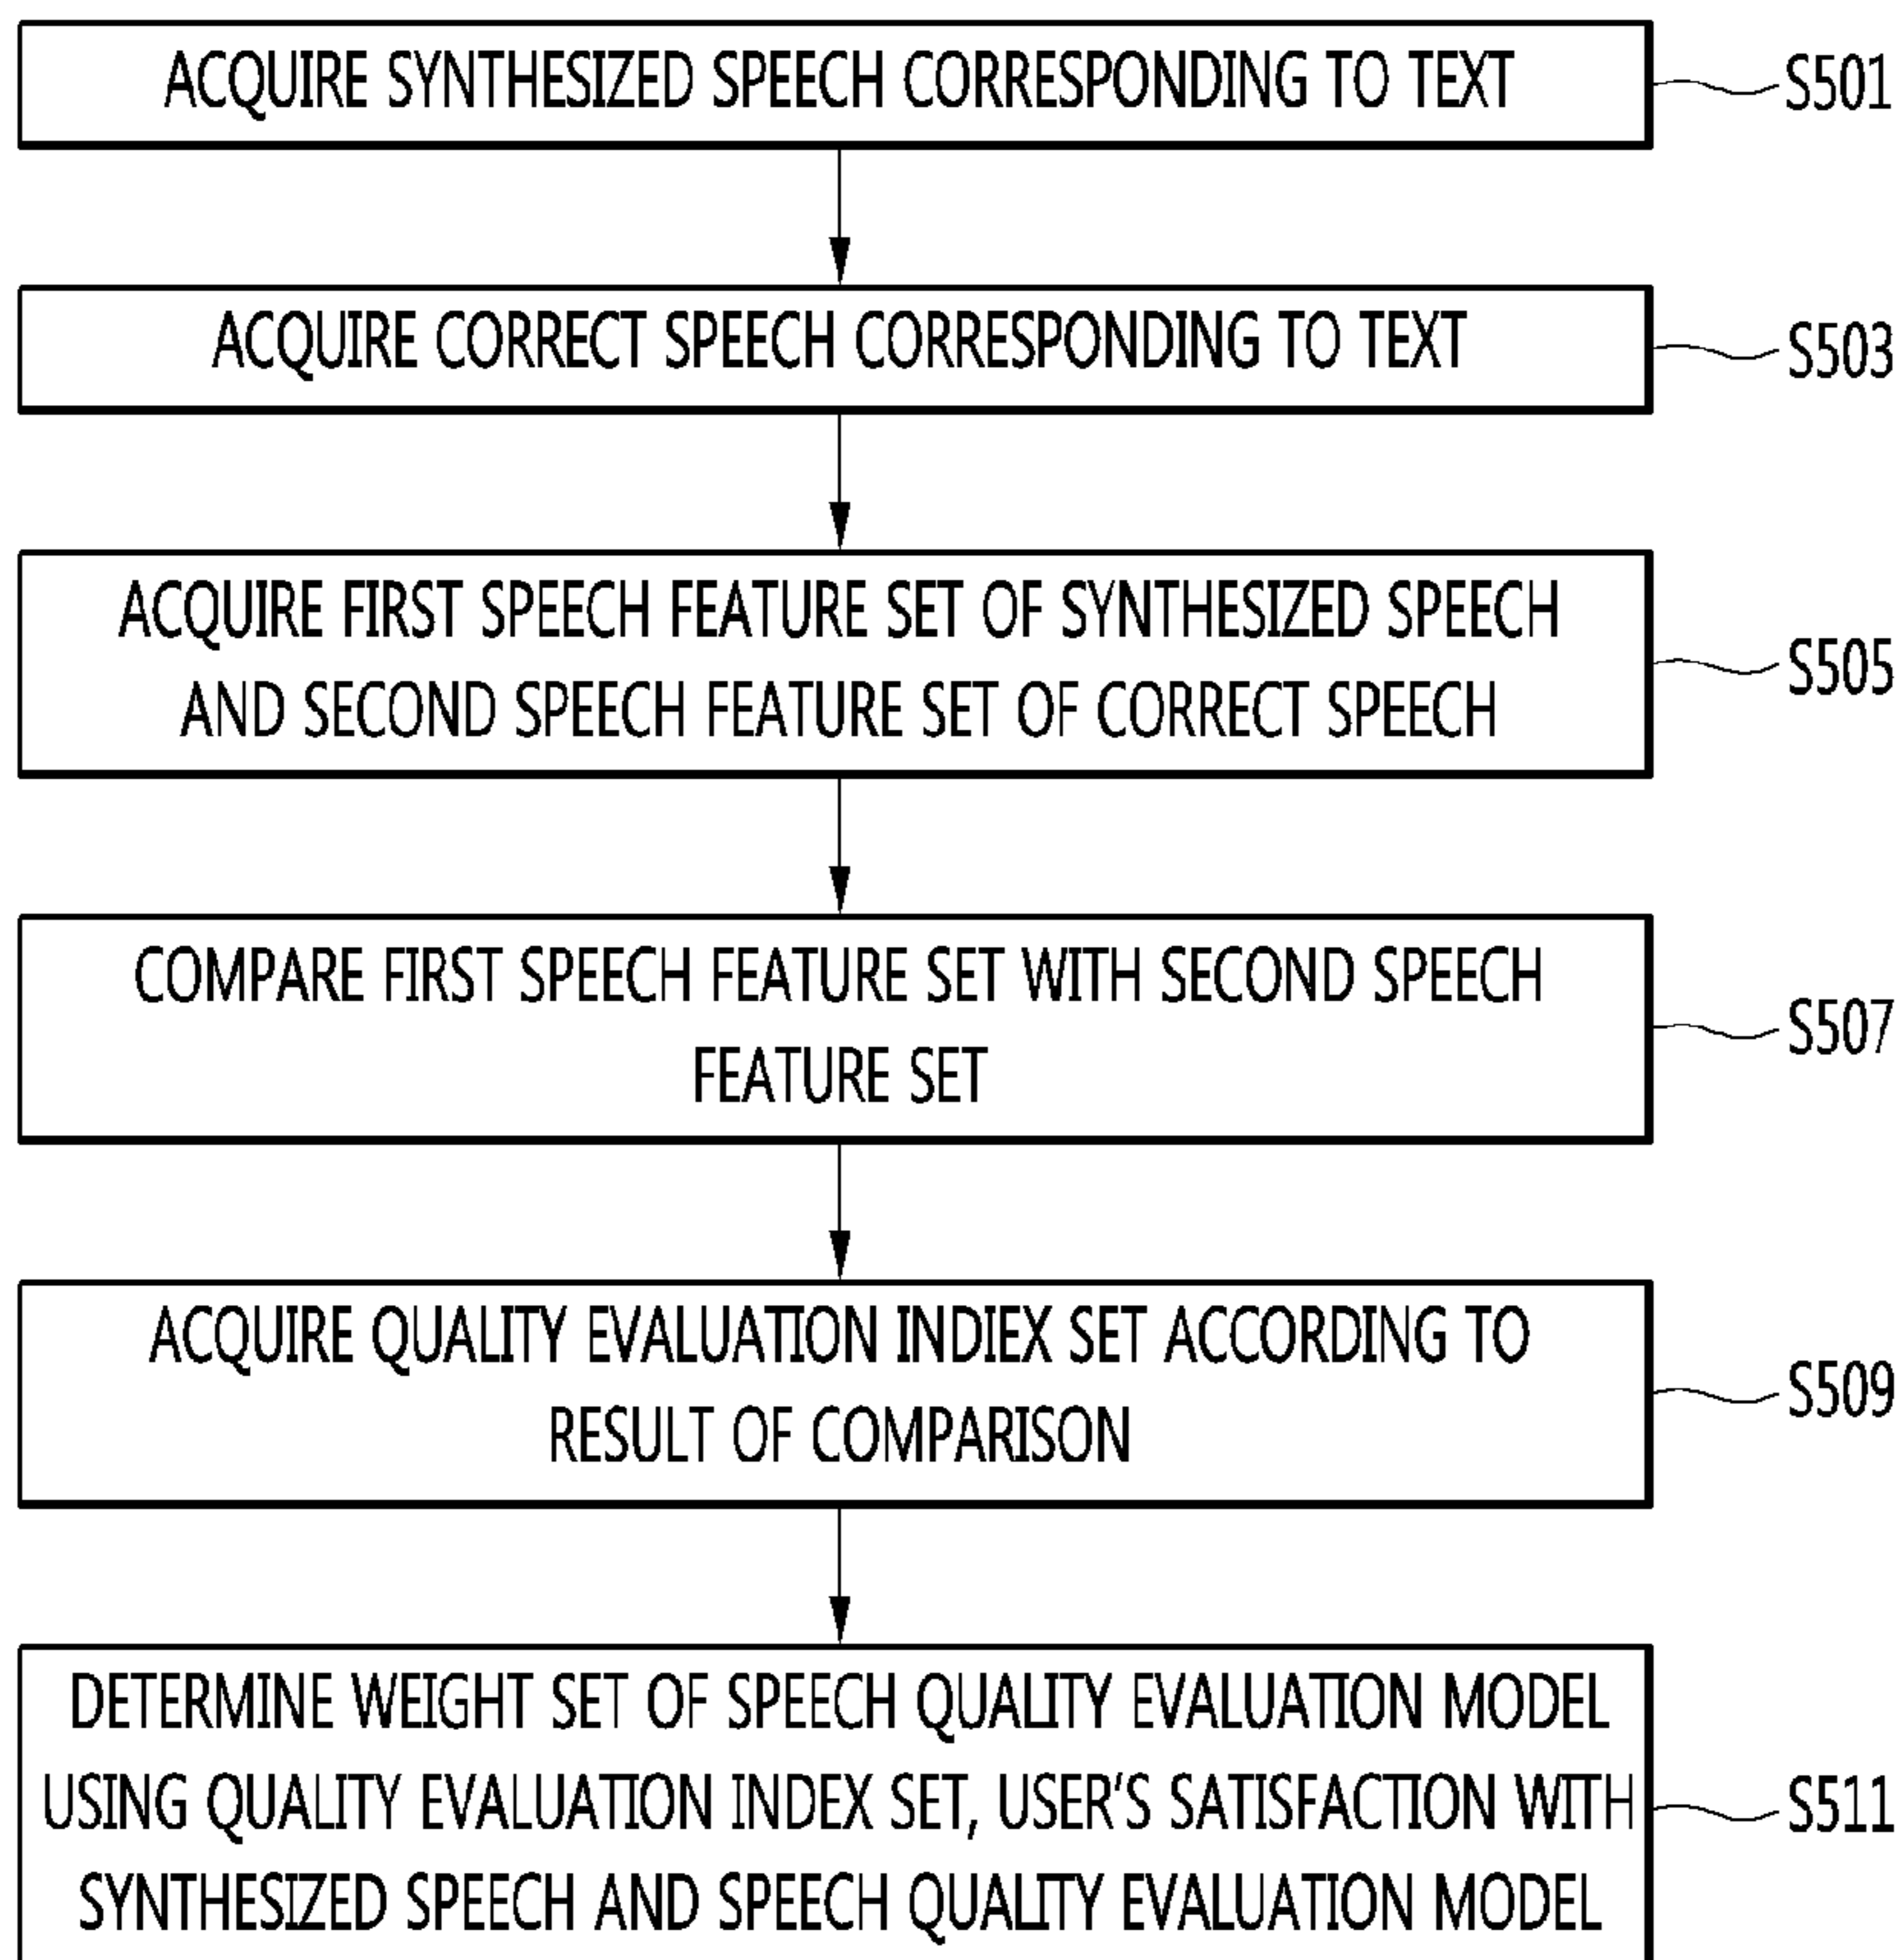 ACQUIRE SYNTHESIZED SPEECH CORRESPONDING TO TEXT
S501
ACQUIRE CORRECT SPEECH CORRESPONDING TO TEXT
S503
ACQUIRE FIRST SPEECH FEATURE SET OF SYNTHESIZED SPEECH
AND SECOND SPEECH FEATURE SET OF CORRECT SPEECH
S505
COMPARE FIRST SPEECH FEATURE SET WITH SECOND SPEECH
FEATURE SET
S507
ACQUIRE QUALITY EVALUATION INDIEX SET ACCORDING TO
RESULT OF COMPARISON
S509
DETERMINE WEIGHT SET OF SPEECH QUALITY EVALUATION MODEL
USING QUALITY EVALUATION INDEX SET, USER'S SATISFACTION WITH
SYNTHESIZED SPEECH AND SPEECH QUALITY EVALUATION MODEL
S511